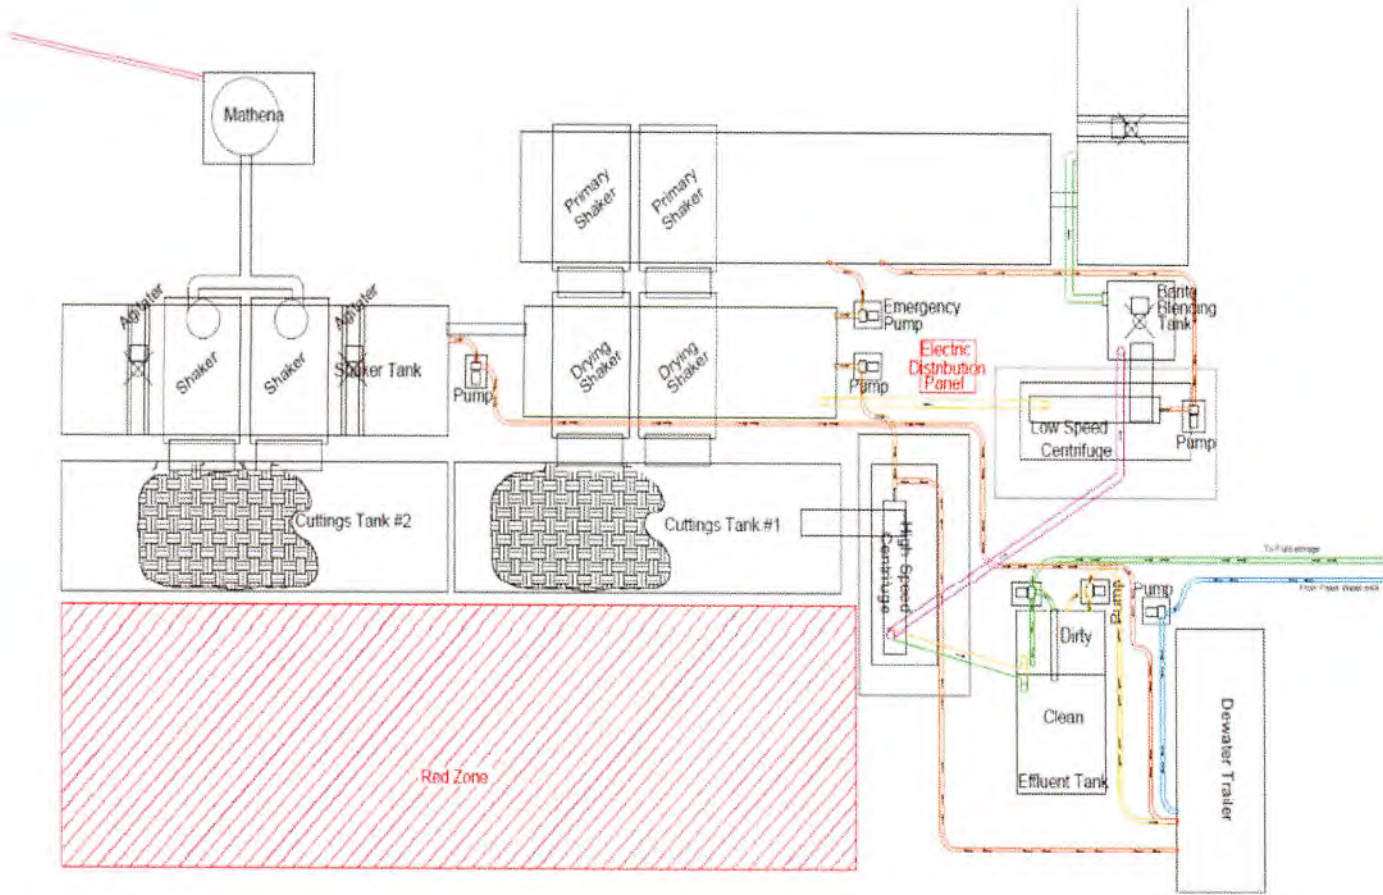 Mathena
Primary
Shaker
Primary
Shaker
Agitater
Agitater
Shaker
Shaker
Shaker Tank
Pump
Drying
Shaker
Drying
Shaker
Emergency
Pump
Pump
Electric
Distribution
Panel
Barite
Blending
Tank
Low Speed
Centrifuge
Pump
Cuttings Tank #2
Cuttings Tank #1
High Speed
Centrifuge
Pump
Pump
Dirty
Clean
Effluent Tank
Dewater Trailer
Red Zone